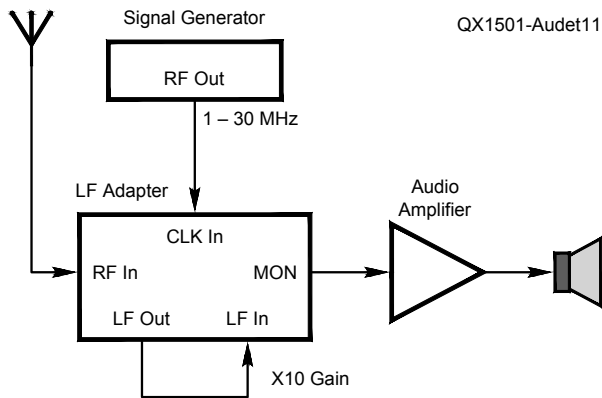 Signal Generator
QX1501-Audet11
RF Out
1 – 30 MHz
LF Adapter
Audio
Amplifier
CLK In
RF In
MON
LF Out
LF In
X10 Gain